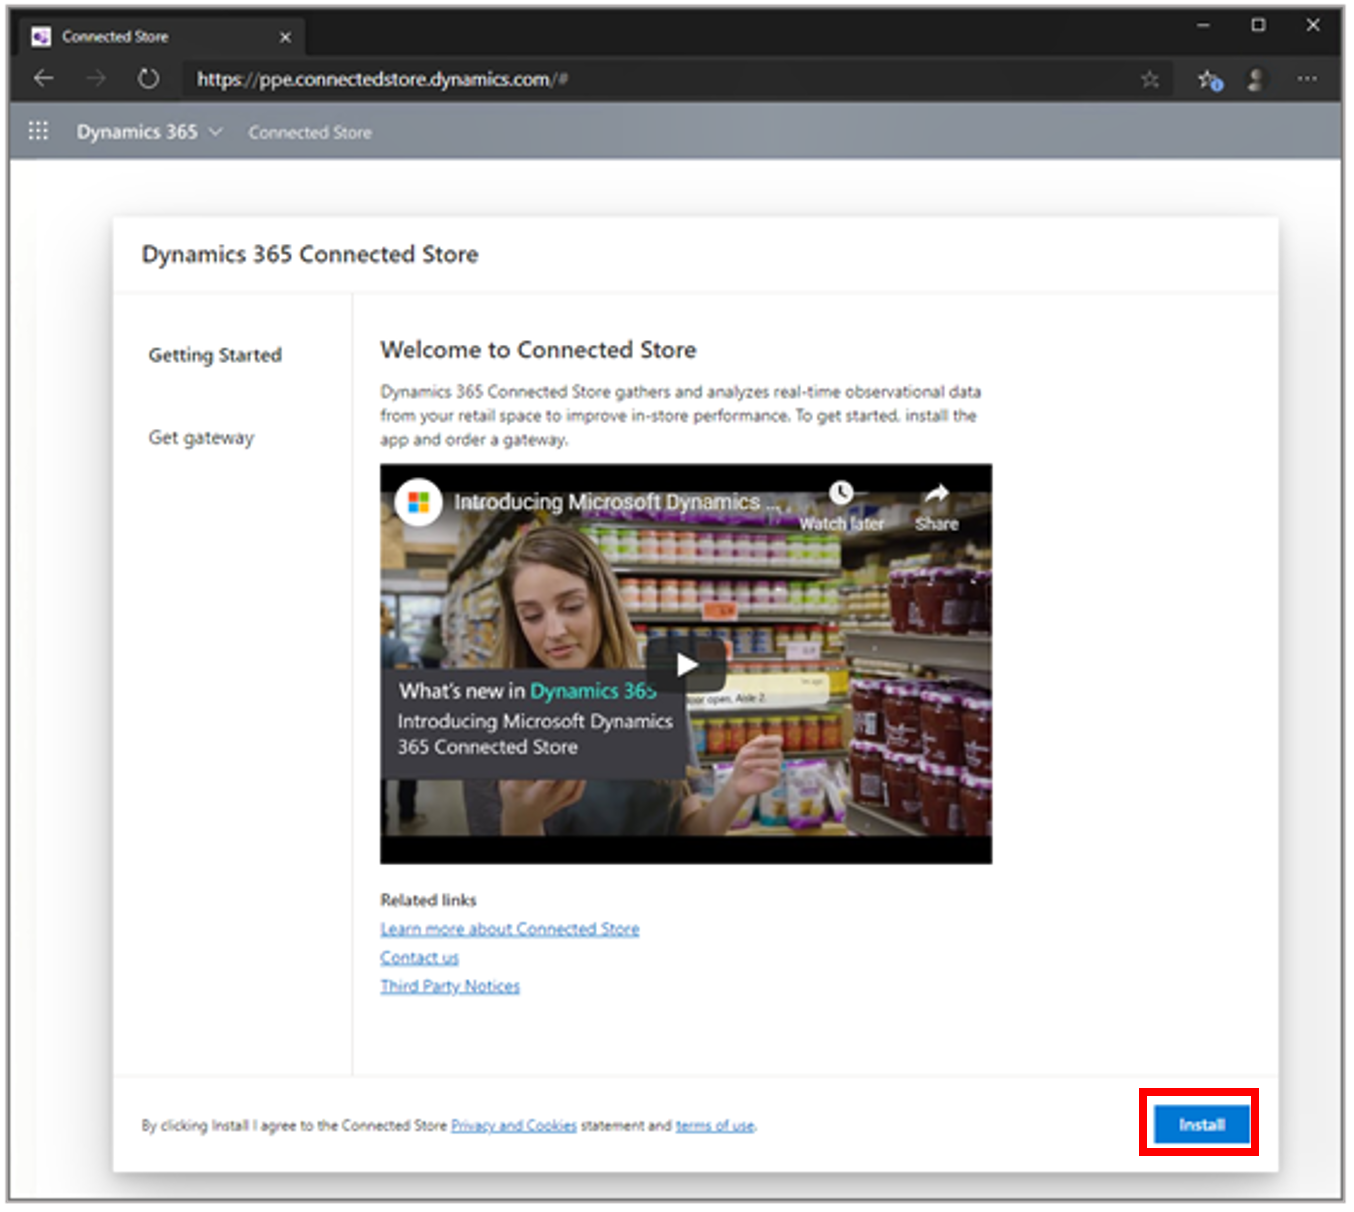 Connected Store
https://ppe.connectedstore.dynamics.com/#
Dynamics 365 Connected Store
Dynamics 365 Connected Store
Getting Started
Get gateway
Welcome to Connected Store
Dynamics 365 Connected Store gathers and analyzes real-time observational data
from your retail space to improve in-store performance. To get started, install the
app and order a gateway.
Introducing Microsoft Dynamics ...
Watch later
Share
What's new in Dynamics 365
Introducing Microsoft Dynamics
365 Connected Store
open, Aisle 2.
Related links
Learn more about Connected Store
Contact us
Third Party Notices
By clicking Install I agree to the Connected Store Privacy and Cookies statement and terms of use.
Install